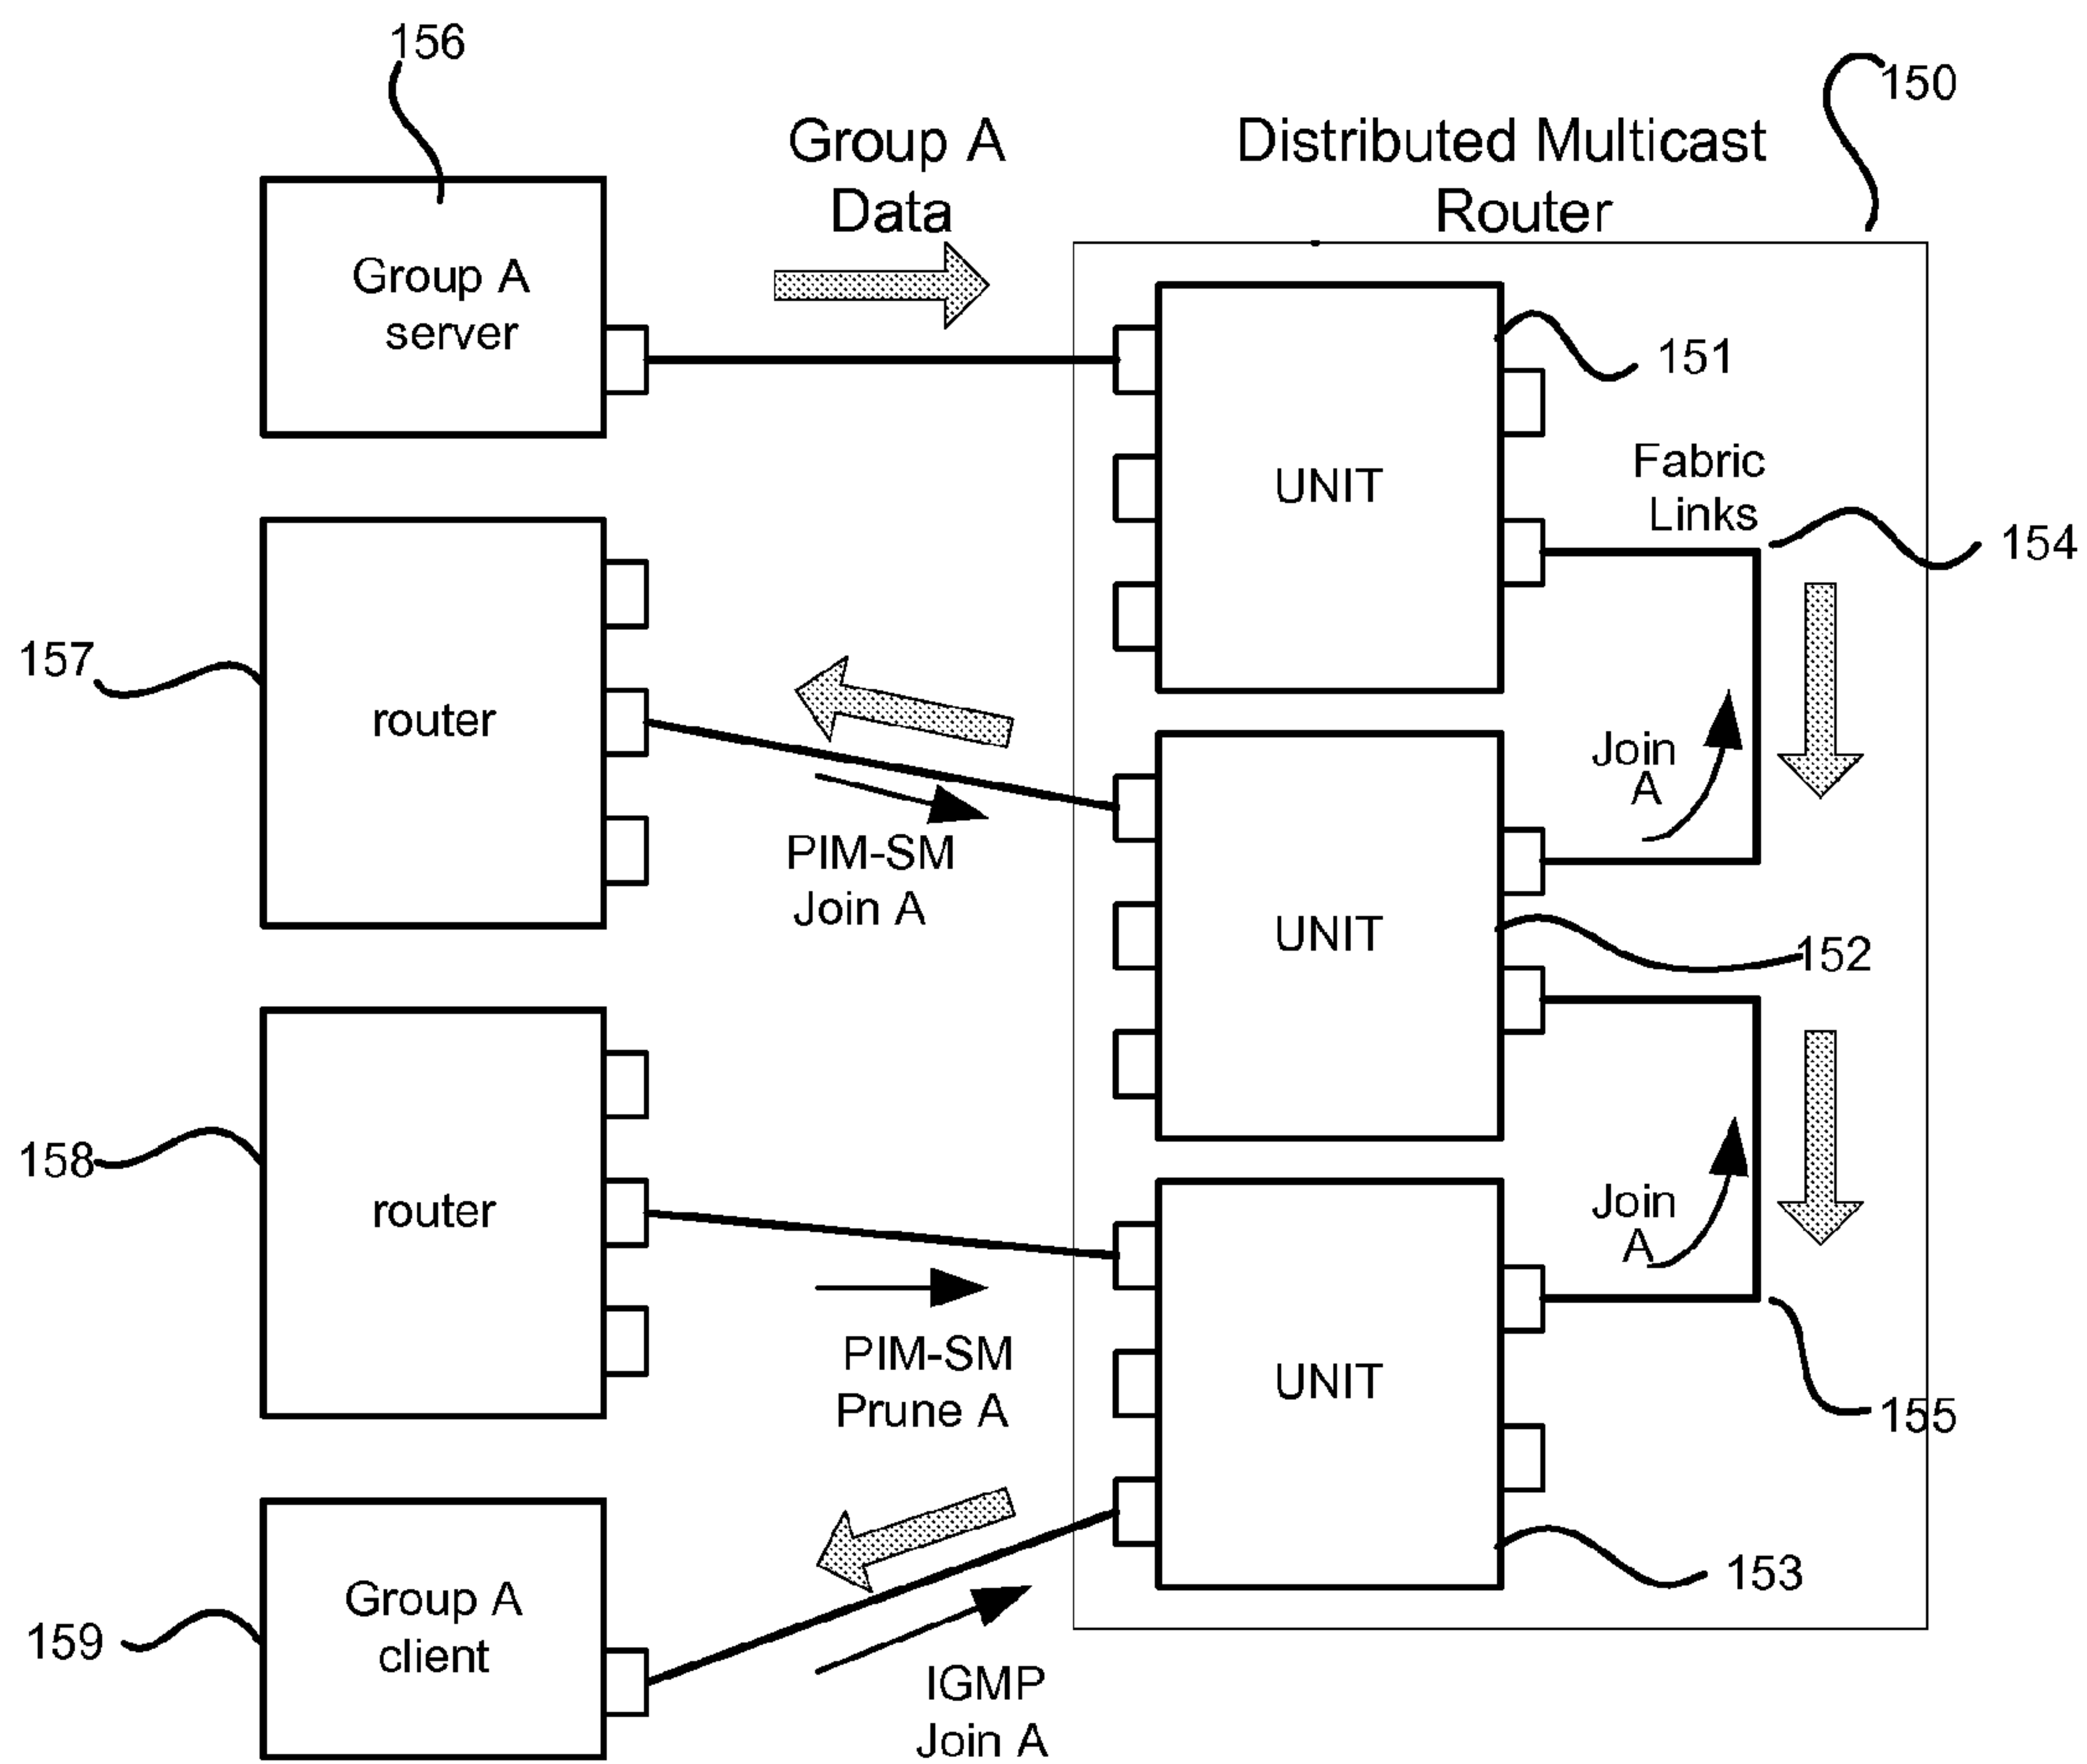 156
150
Group A
Data
Distributed Multicast
Router
Group A
server
151
UNIT
Fabric
Links
154
157
router
Join
A
PIM-SM
Join A
UNIT
152
158
router
Join
A
PIM-SM
Prune A
UNIT
155
159
Group A
client
153
IGMP
Join A